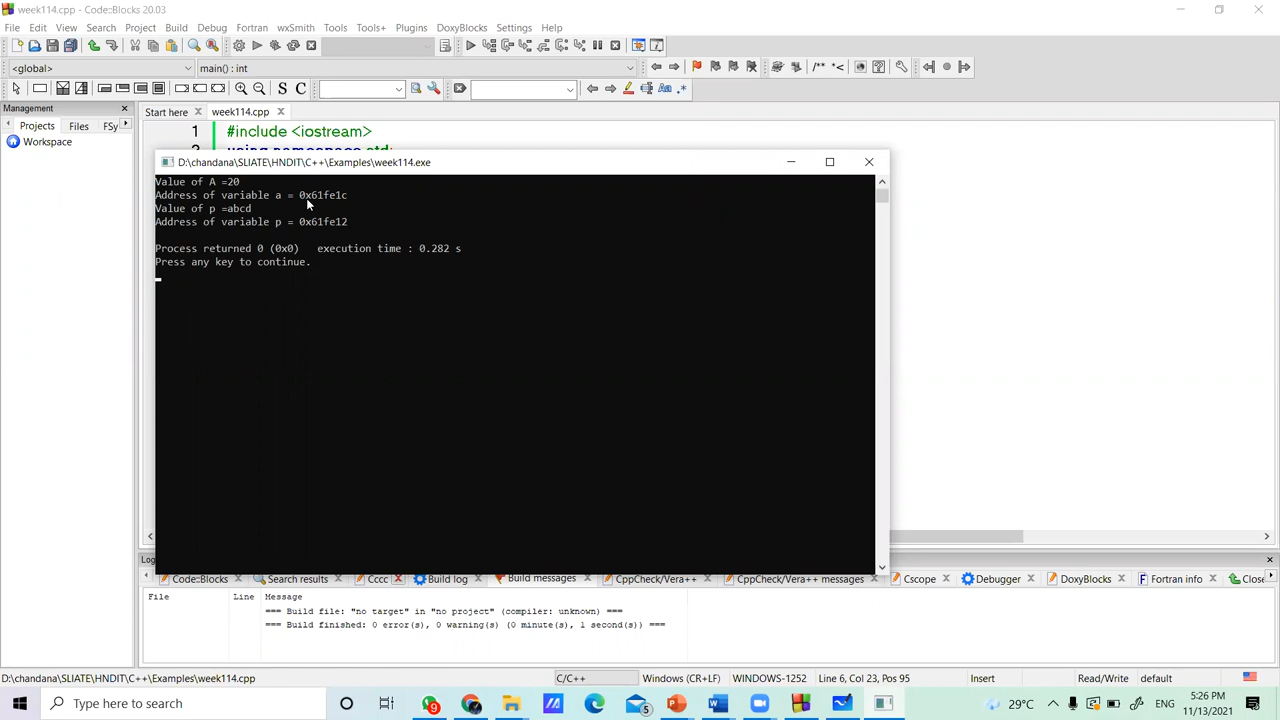 week114.cpp - Code::Blocks 20.03
File Edit View Search Project Build Debug Fortran wxSmith Tools Tools+ Plugins DoxyBlocks Settings Help
<global> main() : int
S C
Management
Projects Files FSy
Workspace
Start here week114.cpp
1 #include <iostream>
using namespace std;
D:\chandana\SLIATE\HNDIT\C++\Examples\week114.exe
Value of A =20
Address of variable a = 0x61fe1c
Value of p =abcd
Address of variable p = 0x61fe12
Process returned 0 (0x0)   execution time : 0.282 s
Press any key to continue.
Code::Blocks Search results Cccc Build log Build messages CppCheck/Vera++ CppCheck/Vera++ messages Cscope Debugger DoxyBlocks Fortran info Close
File Line Message
=== Build file: "no target" in "no project" (compiler: unknown) ===
=== Build finished: 0 error(s), 0 warning(s) (0 minute(s), 1 second(s)) ===
D:\chandana\SLIATE\HNDIT\C++\Examples\week114.cpp C/C++ Windows (CR+LF) WINDOWS-1252 Line 6, Col 23, Pos 95 Insert Read/Write default
Type here to search 9 5 29°C ENG 5:26 PM
11/13/2021